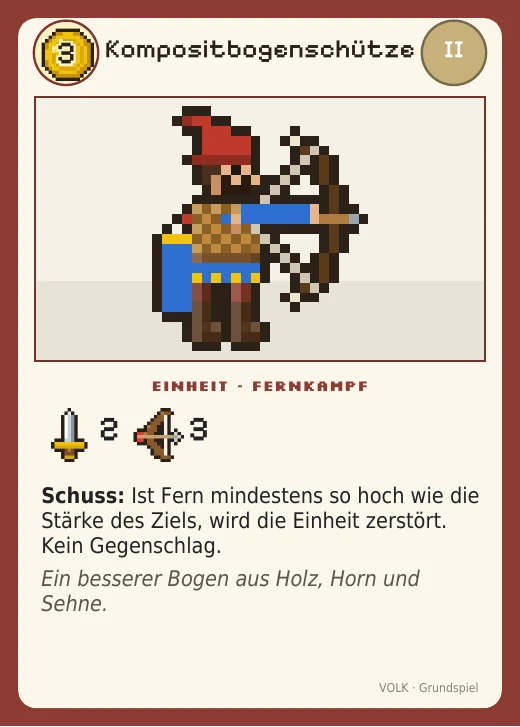 3 Kompositbogenschütze II
EINHEIT · FERNKAMPF
2 3
Schuss: Ist Fern mindestens so hoch wie die
Stärke des Ziels, wird die Einheit zerstört.
Kein Gegenschlag.
Ein besserer Bogen aus Holz, Horn und
Sehne.
VOLK · Grundspiel